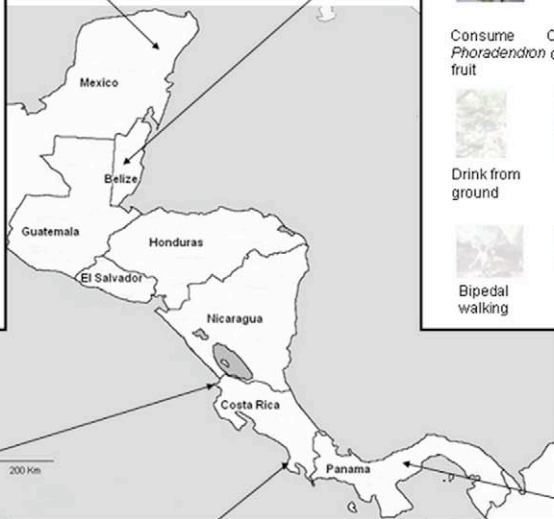 Consume
Phoradendron
fruit
Drink from
ground
Bipedal
walking
Mexico
Belize
Guatemala
Honduras
El Salvador
Nicaragua
Costa Rica
Panama
200 Km